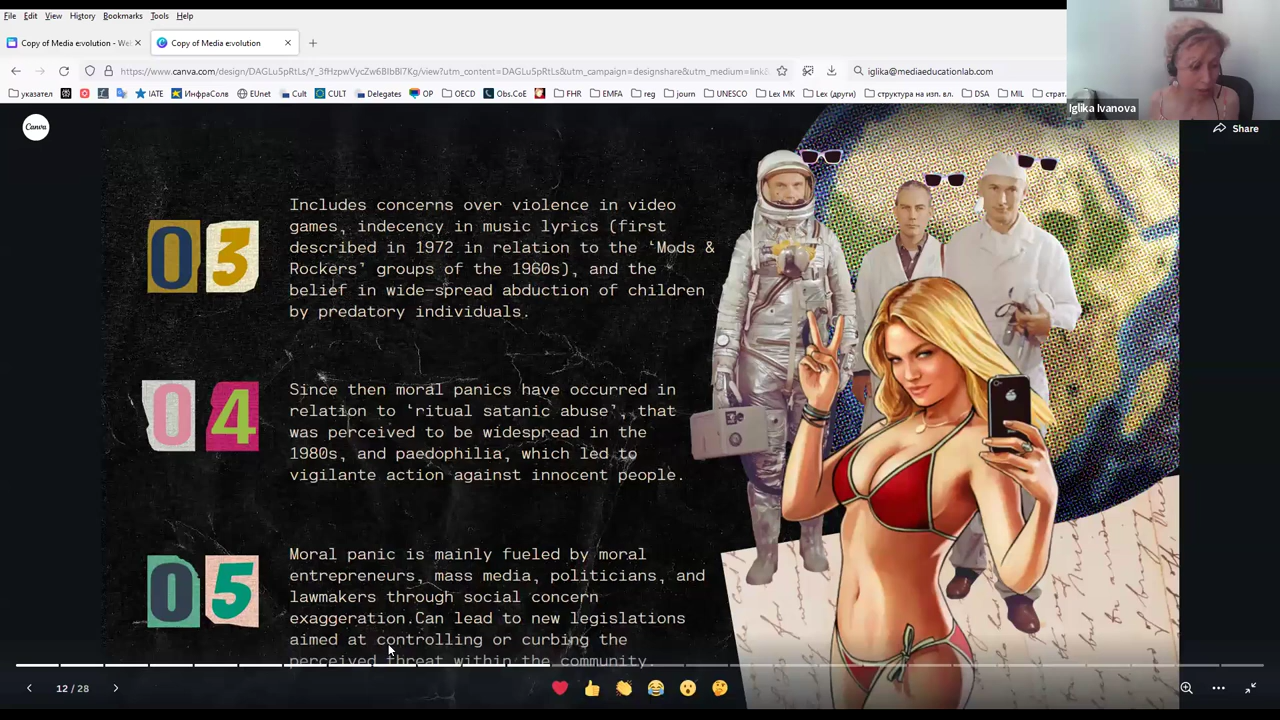 File Edit View History Bookmarks Tools Help
Copy of Media e:volution - We
Copy of Media e:volution
https://www.canva.com/design/DAGLu5pRtLs/Y_3fHzpwVycZw6BIbBl7Kg/view?utm_content=DAGLu5pRtLs&utm_campaign=designshare&utm_medium=link&
iglika@mediaeducationlab.com
указател IATE ИнфраСолв EUnet Cult CULT Delegates OP OECD Obs.CoE FHR EMFA reg journ UNESCO Lex MK Lex (други) структура на изп. вл. DSA MIL страт.
Iglika Ivanova
Canva
Share
03
Includes concerns over violence in video
games, indecency in music lyrics (first
described in 1972 in relation to the ‘Mods &
Rockers’ groups of the 1960s), and the
belief in wide-spread abduction of children
by predatory individuals.
04
Since then moral panics have occurred in
relation to ‘ritual satanic abuse’, that
was perceived to be widespread in the
1980s, and paedophilia, which led to
vigilante action against innocent people.
05
Moral panic is mainly fueled by moral
entrepreneurs, mass media, politicians, and
lawmakers through social concern
exaggeration.Can lead to new legislations
aimed at controlling or curbing the
perceived threat within the community.
12 / 28